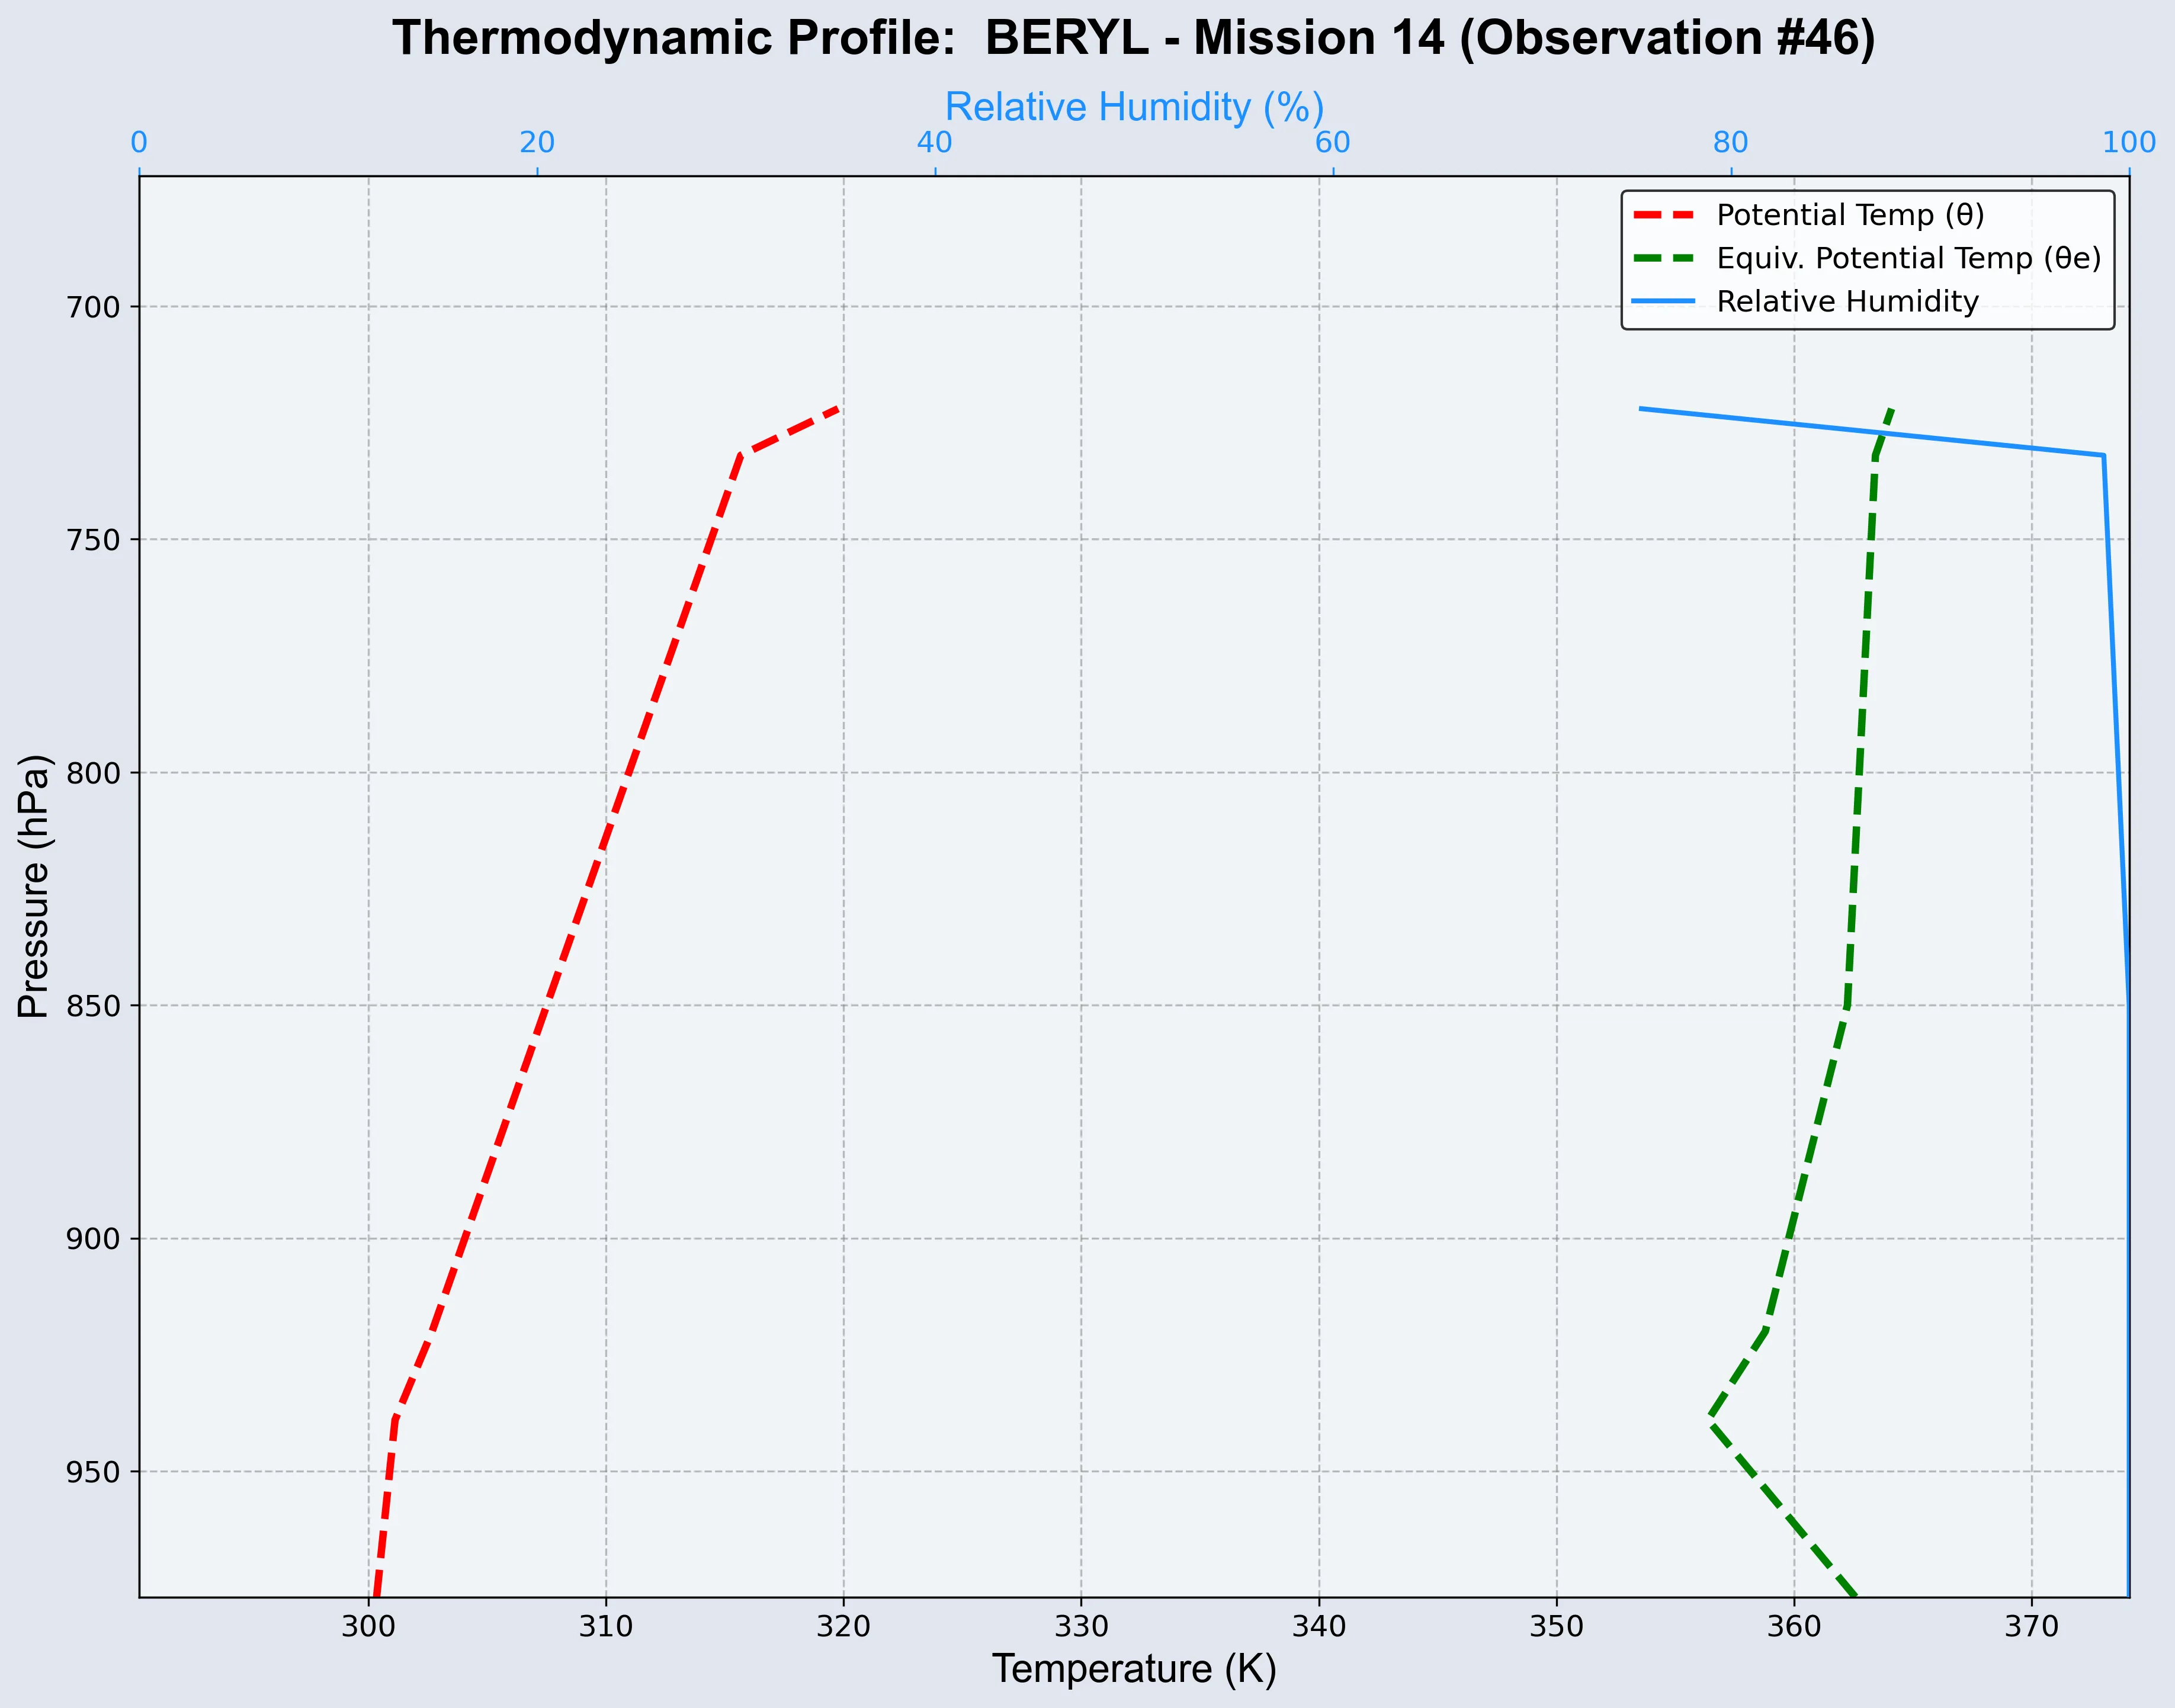 Thermodynamic Profile:  BERYL - Mission 14 (Observation #46)
Relative Humidity (%)
0 20 40 60 80 100
Potential Temp (θ)
Equiv. Potential Temp (θe)
Relative Humidity
700
750
800
850
900
950
Pressure (hPa)
300 310 320 330 340 350 360 370
Temperature (K)